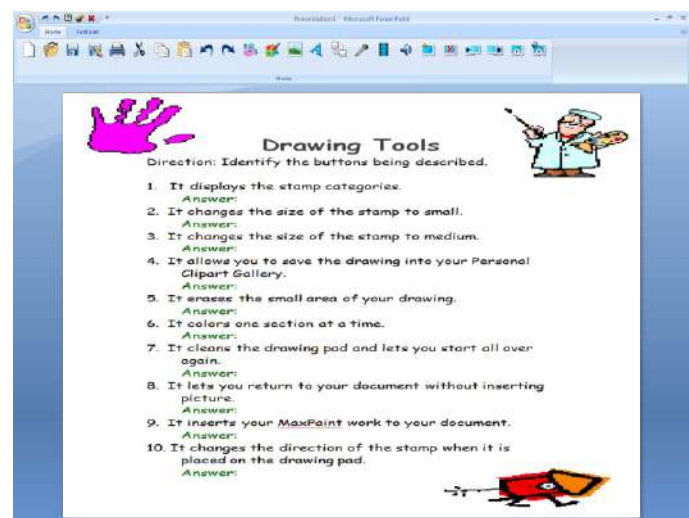 Presentation1 - Microsoft PowerPoint
Home
Home
Drawing Tools
Direction: Identify the buttons being described.
1. It displays the stamp categories.
Answer:
2. It changes the size of the stamp to small.
Answer:
3. It changes the size of the stamp to medium.
Answer:
4. It allows you to save the drawing into your Personal
Clipart Gallery.
Answer:
5. It erases the small area of your drawing.
Answer:
6. It colors one section at a time.
Answer:
7. It cleans the drawing pad and lets you start all over
again.
Answer:
8. It lets you return to your document without inserting
picture.
Answer:
9. It inserts your MaxPaint work to your document.
Answer:
10. It changes the direction of the stamp when it is
placed on the drawing pad.
Answer: